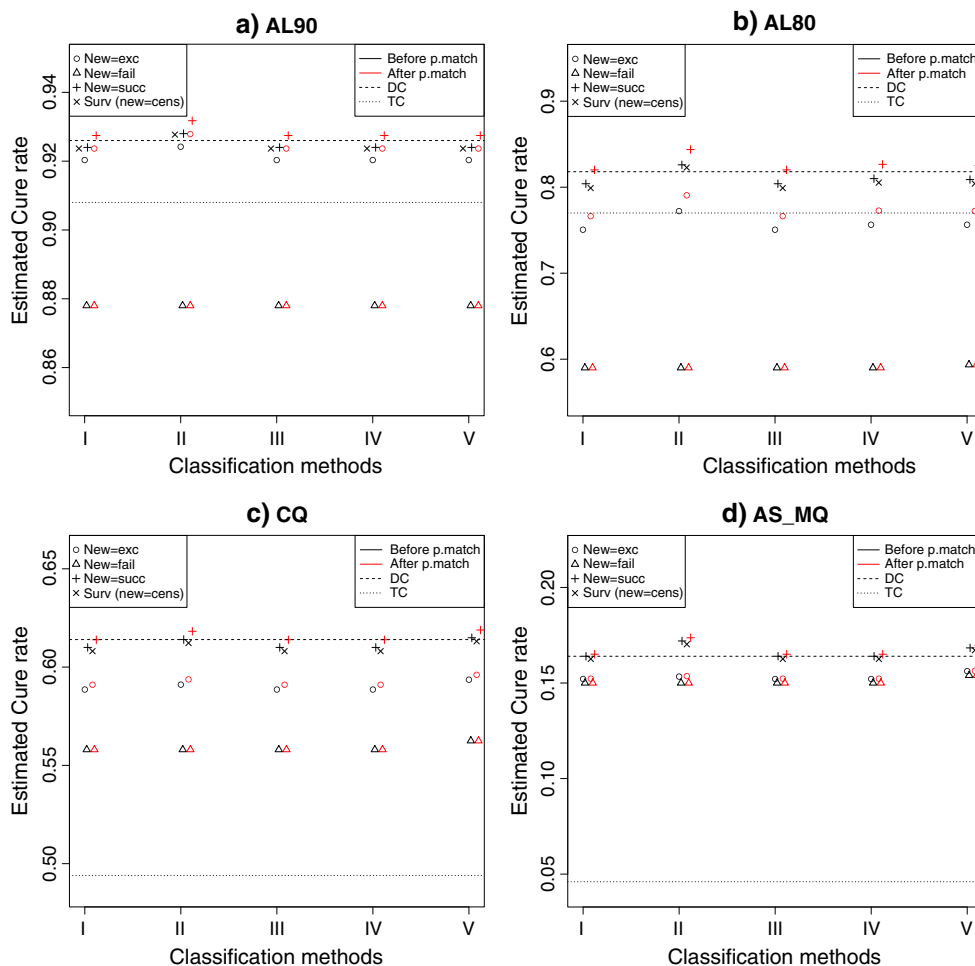 a) AL90
New=exc
New=fail
New=succ
Surv (new=cens)
Before p.match
After p.match
DC
TC
Estimated Cure rate
0.94
0.92
0.90
0.88
0.86
I II III IV V
Classification methods
b) AL80
New=exc
New=fail
New=succ
Surv (new=cens)
Before p.match
After p.match
DC
TC
Estimated Cure rate
0.9
0.8
0.7
0.6
I II III IV V
Classification methods
c) CQ
New=exc
New=fail
New=succ
Surv (new=cens)
Before p.match
After p.match
DC
TC
Estimated Cure rate
0.65
0.60
0.55
0.50
I II III IV V
Classification methods
d) AS_MQ
New=exc
New=fail
New=succ
Surv (new=cens)
Before p.match
After p.match
DC
TC
Estimated Cure rate
0.20
0.15
0.10
0.05
I II III IV V
Classification methods